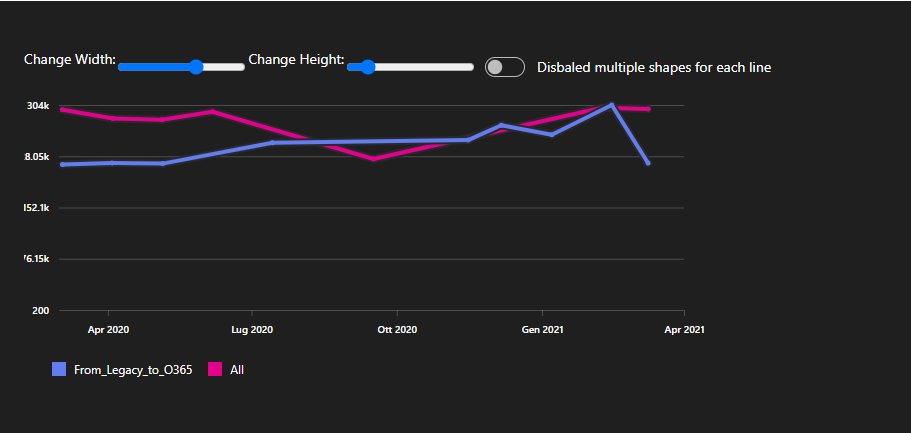 Change Width:
Change Height:
Disbaled multiple shapes for each line
304k
8.05k
152.1k
76.15k
200
Apr 2020
Lug 2020
Ott 2020
Gen 2021
Apr 2021
From_Legacy_to_O365
All